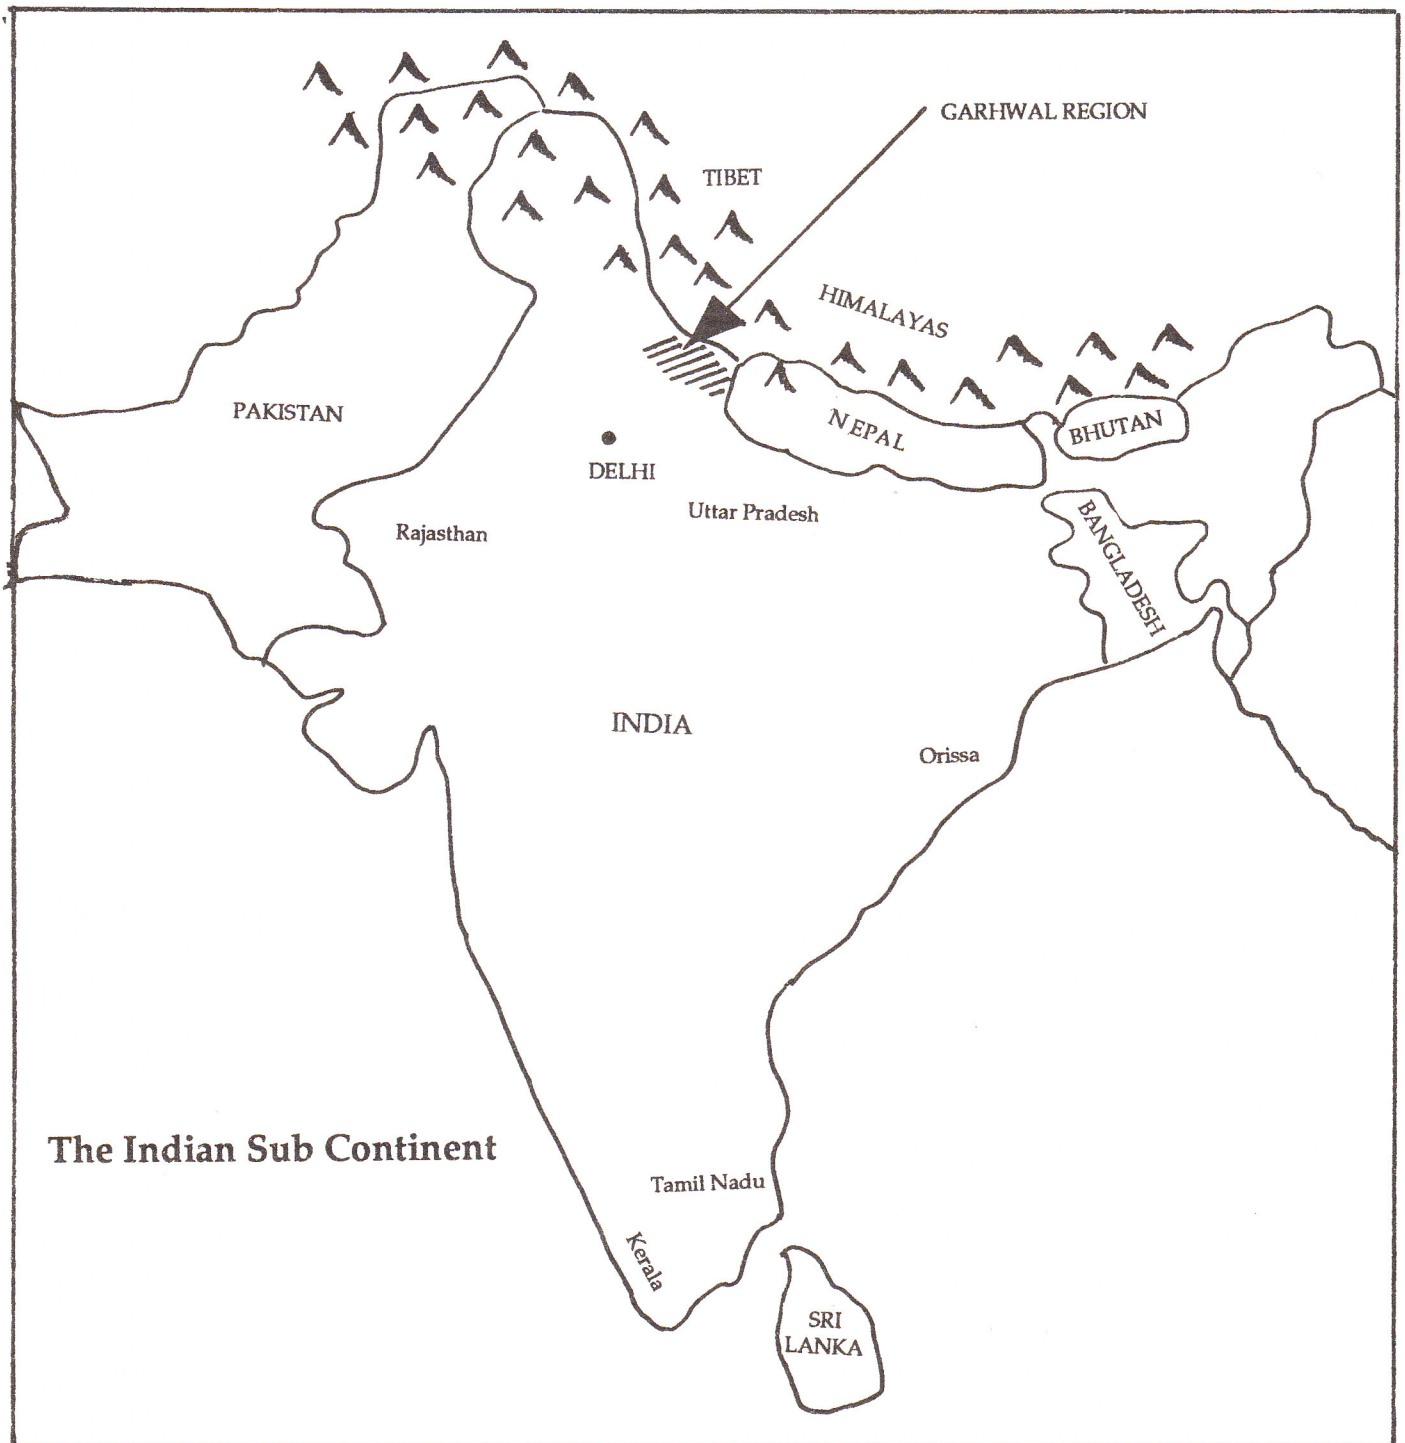 GARHWAL REGION
TIBET
HIMALAYAS
PAKISTAN
NEPAL
BHUTAN
DELHI
Uttar Pradesh
Rajasthan
BANGLADESH
INDIA
Orissa
The Indian Sub Continent
Tamil Nadu
Kerala
SRI
LANKA